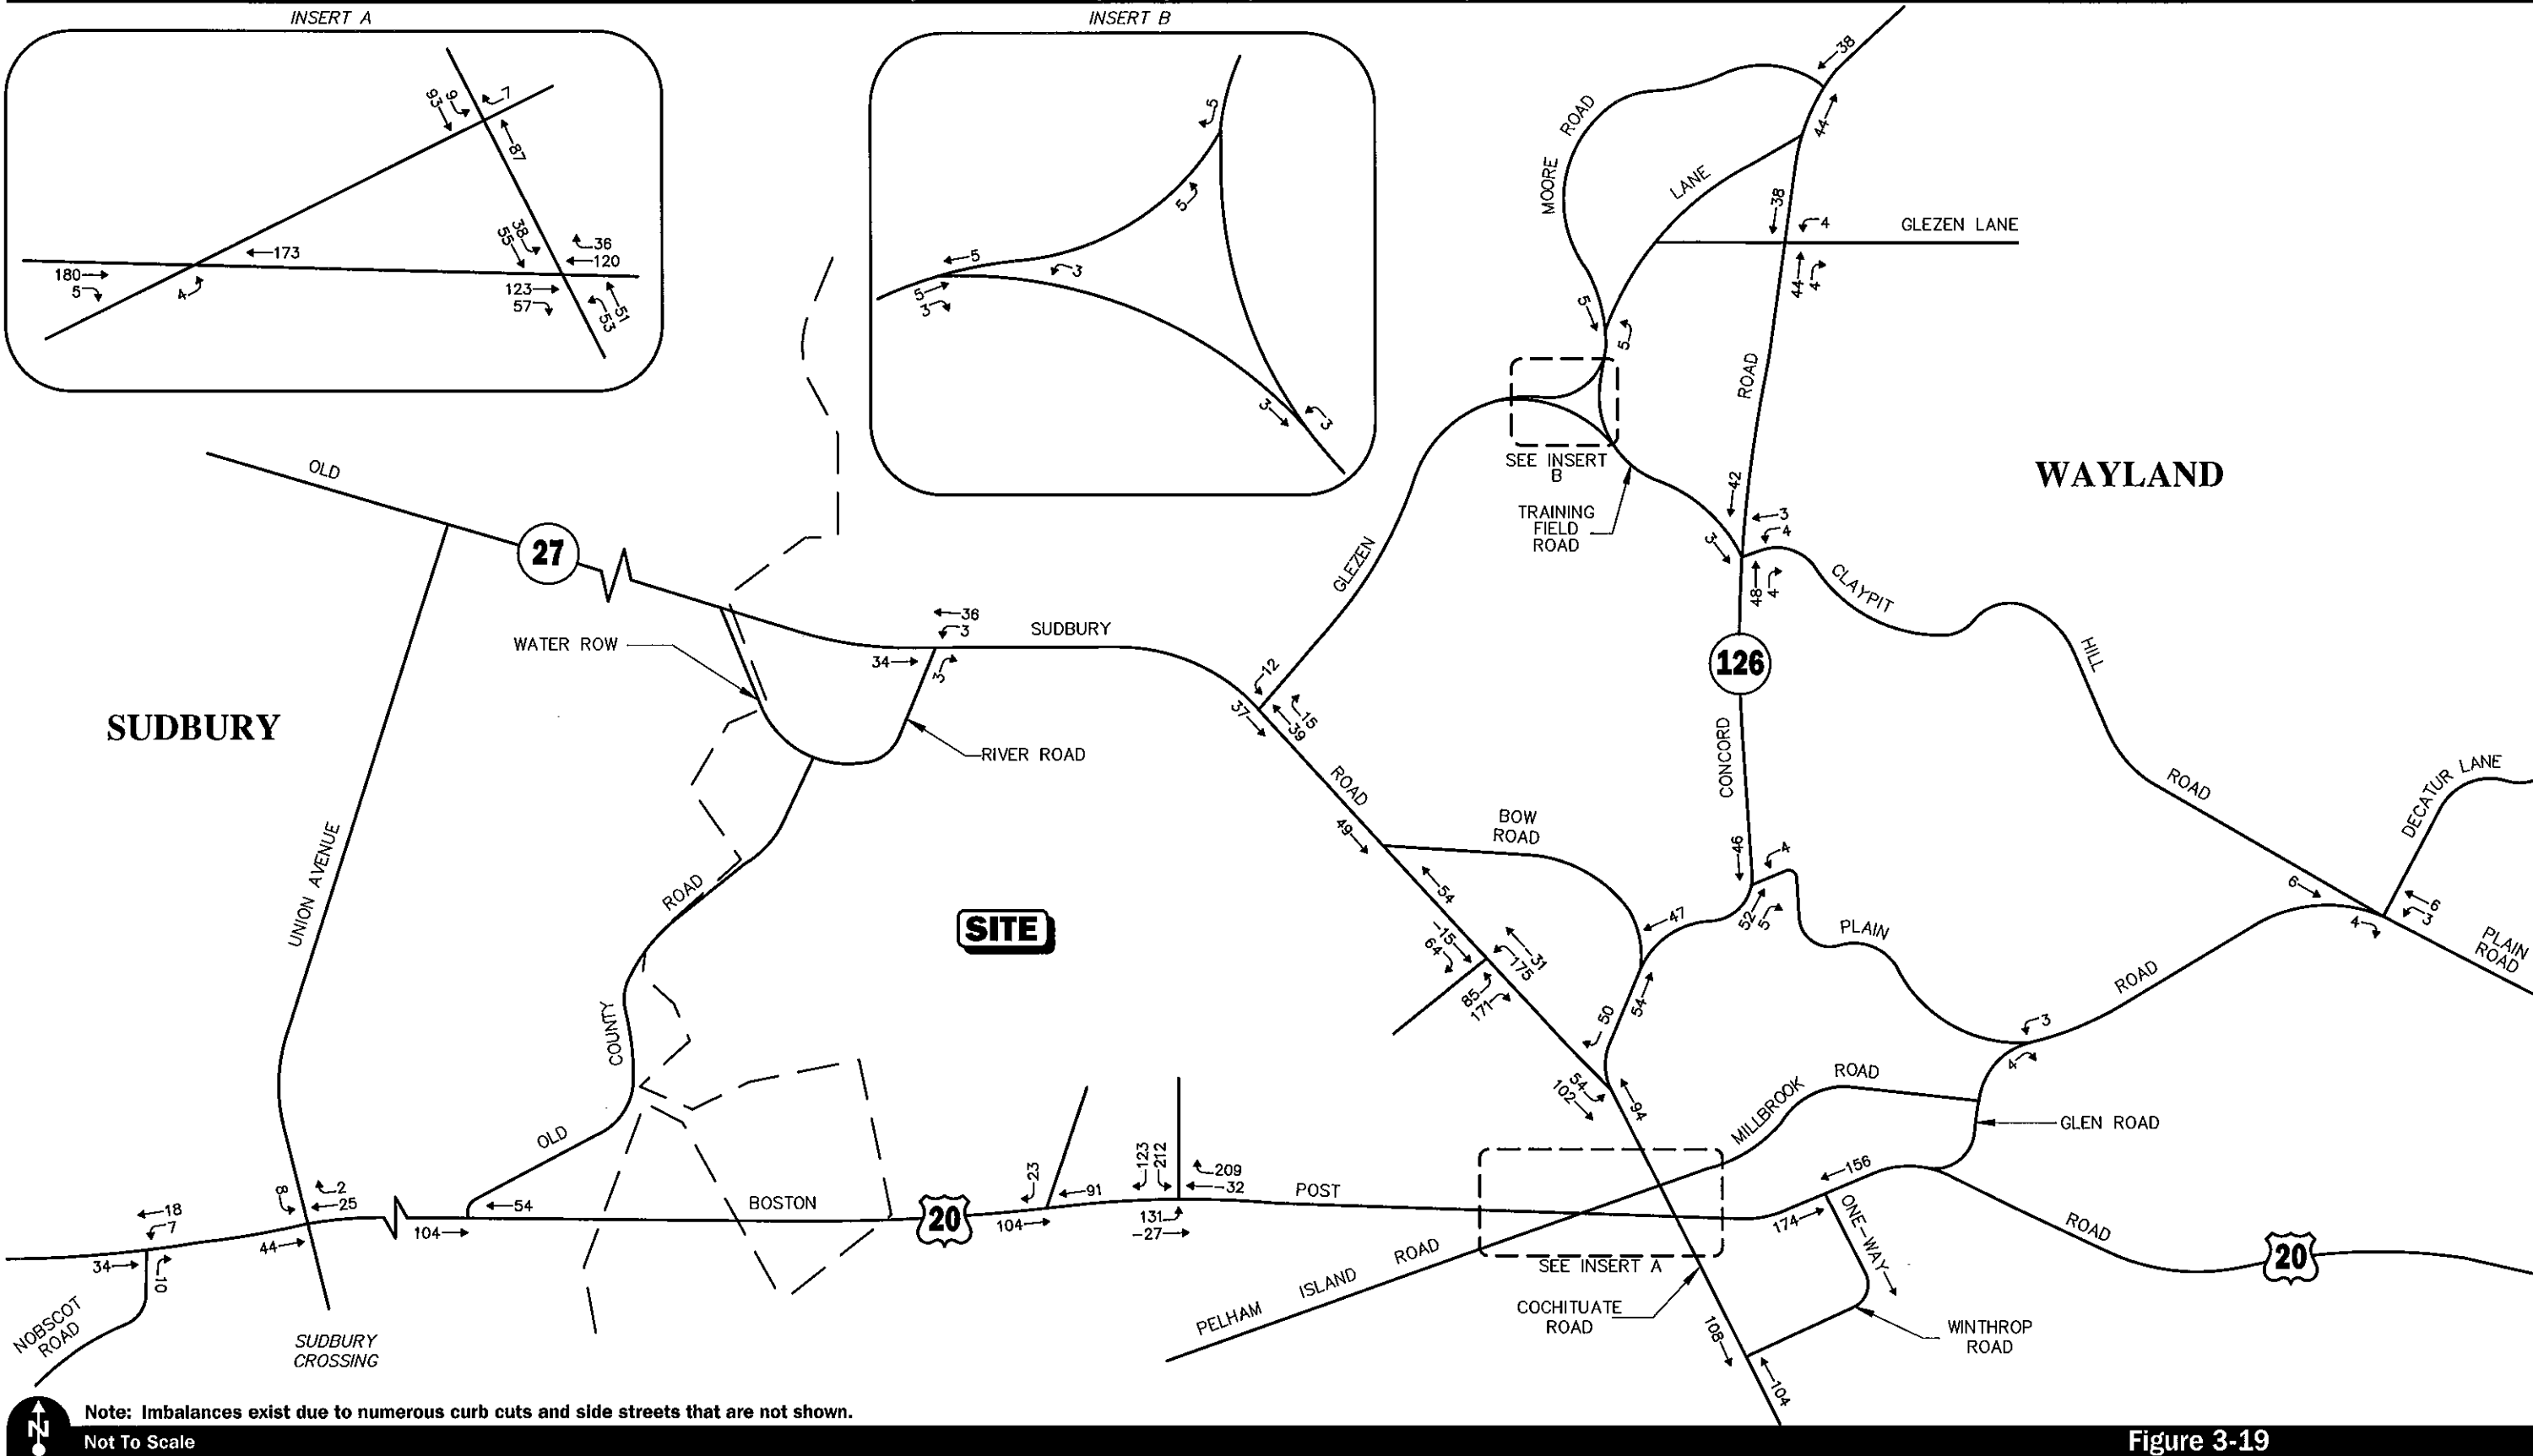 INSERT A
93
9
7
87
173
180
5
4
38
55
36
120
123
57
51
53
INSERT B
5
5
5
3
5
3
3
3
38
44
MOORE
ROAD
LANE
38
4
GLEZEN LANE
44
4
5
5
SEE INSERT
B
TRAINING
FIELD
ROAD
ROAD
42
3
4
3
48
4
WAYLAND
CLAYPIT
HILL
ROAD
126
CONCORD
OLD
27
WATER ROW
36
3
34
3
SUDBURY
GLEZEN
12
15
39
37
RIVER ROAD
SUDBURY
ROAD
BOW
ROAD
49
54
46
4
52
5
47
PLAIN
ROAD
DECATUR LANE
6
4
6
3
PLAIN
ROAD
UNION AVENUE
ROAD
COUNTY
OLD
SITE
-15
64
31
175
85
171
50
54
54
102
94
3
4
MILLBROOK
ROAD
GLEN ROAD
8
2
25
44
18
7
34
10
NOBSCOT
ROAD
SUDBURY
CROSSING
104
54
BOSTON
20
23
91
104
123
212
209
-32
131
-27
POST
156
174
ONE-WAY
ROAD
20
PELHAM
ISLAND
ROAD
SEE INSERT A
COCHITUATE
ROAD
108
104
WINTHROP
ROAD
N
Note: Imbalances exist due to numerous curb cuts and side streets that are not shown.
Not To Scale
Figure 3-19